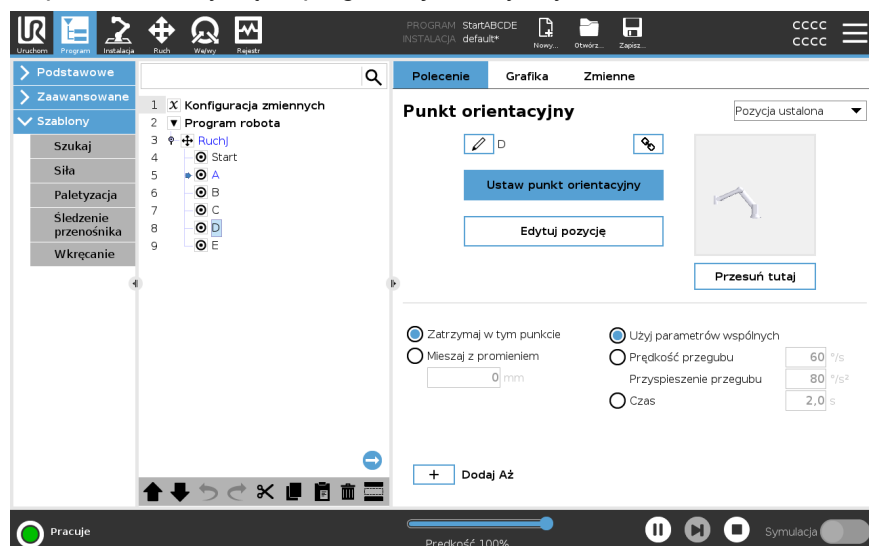 PROGRAM StartABCDE
INSTALACJA default*
CCCC
CCCC
Uruchom Program Instalacja Ruch We/wy Rejestr Nowy... Otwórz... Zapisz...
Podstawowe
Zaawansowane
Szablony
Szukaj
Siła
Paletyzacja
Śledzenie
przenośnika
Wkręcanie
1 X Konfiguracja zmiennych
2 Program robota
3 RuchJ
4 Start
5 A
6 B
7 C
8 D
9 E
Polecenie Grafika Zmienne
Punkt orientacyjny
Pozycja ustalona
D
Ustaw punkt orientacyjny
Edytuj pozycję
Przesuń tutaj
Zatrzymaj w tym punkcie
Mieszaj z promieniem
0 mm
Użyj parametrów wspólnych
Prędkość przegubu 60 °/s
Przyspieszenie przegubu 80 °/s²
Czas 2,0 s
+ Dodaj Aż
Pracuje
Prędkość 100%
Symulacja